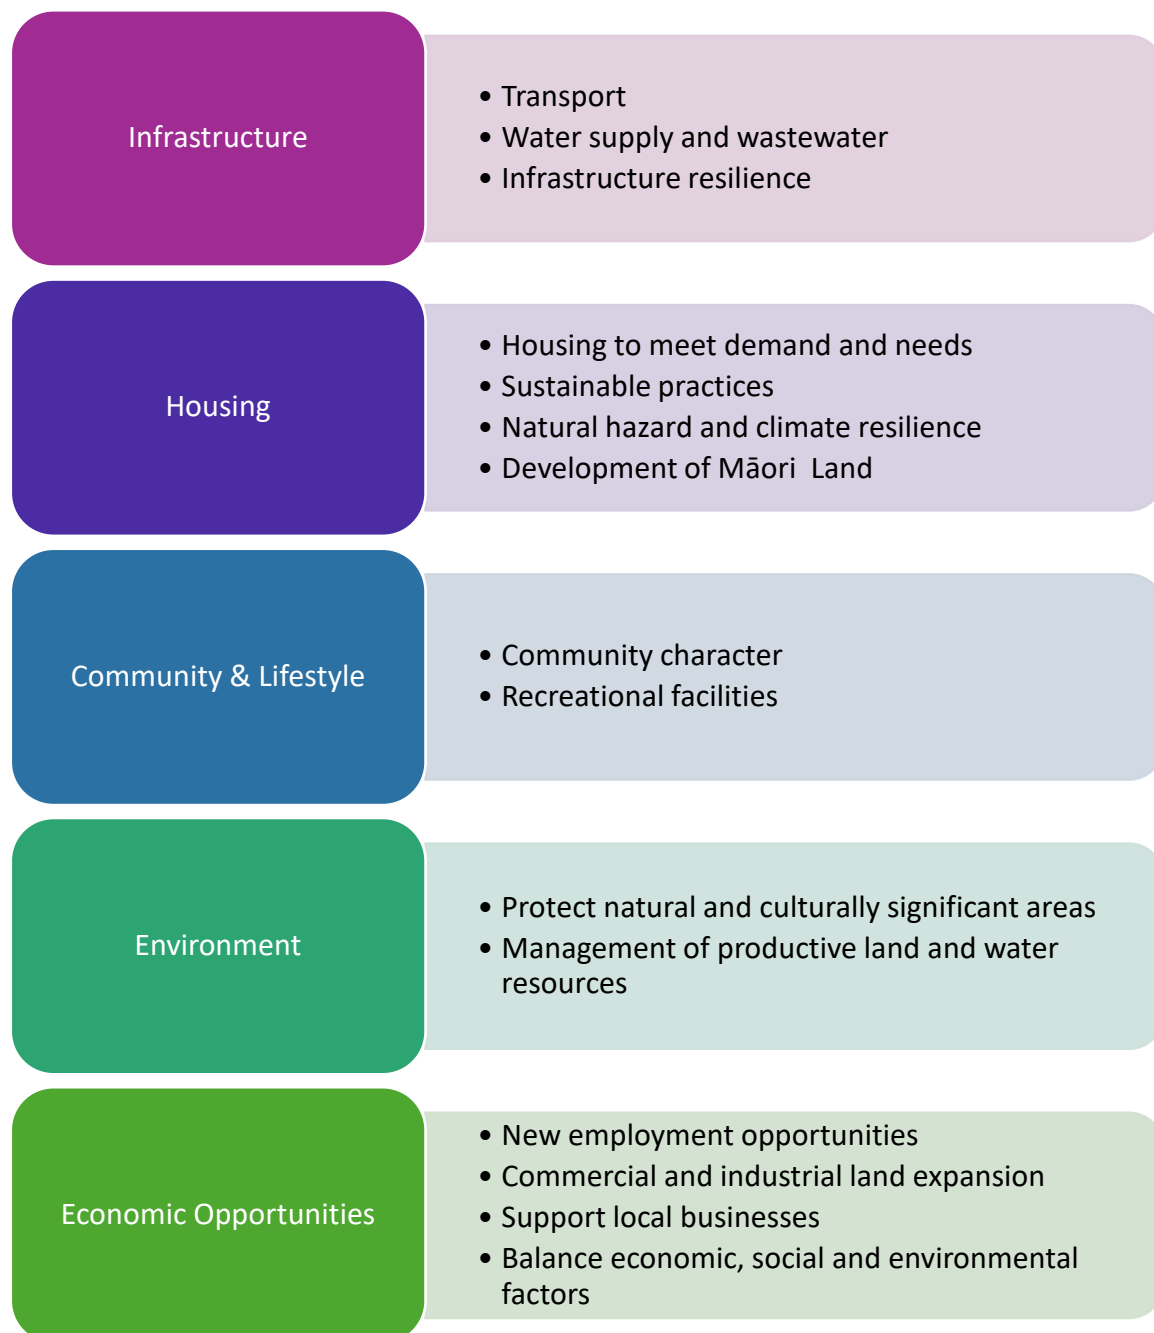 Infrastructure
• Transport
• Water supply and wastewater
• Infrastructure resilience
Housing
• Housing to meet demand and needs
• Sustainable practices
• Natural hazard and climate resilience
• Development of Māori  Land
Community & Lifestyle
• Community character
• Recreational facilities
Environment
• Protect natural and culturally significant areas
• Management of productive land and water
resources
Economic Opportunities
• New employment opportunities
• Commercial and industrial land expansion
• Support local businesses
• Balance economic, social and environmental
factors